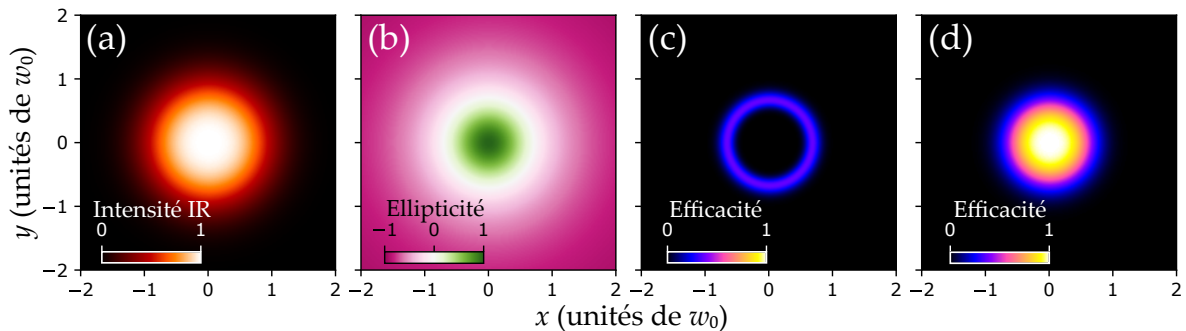 (a) (b) (c) (d)
y (unités de w₀)
2
1
0
−1
−2
Intensité IR
0 1
Ellipticité
−1 0 1
Efficacité
0 1
Efficacité
0 1
−2 −1 0 1 2
−2 −1 0 1 2
−2 −1 0 1 2
−2 −1 0 1 2
x (unités de w₀)